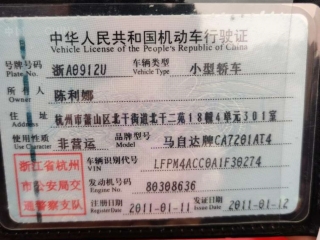 中华人民共和国机动车行驶证
Vehicle License of the People's Republic of China
号牌号码 Plate No. 浙A0912U 车辆类型 Vehicle Type 小型轿车
所有人 Owner 陈利娜
住址 Address 杭州市萧山区北干街道北干二苑18幢4单元301室
使用性质 Use Character 非营运 品牌型号 Model 马自达牌CA7201AT4
车辆识别代号 VIN LFPM4ACC0A1F30274
发动机号码 Engine No. 80308636
注册日期 Register Date 2011-01-11 发证日期 Issue Date 2011-01-12
浙江省杭州
市公安局交
通警察支队